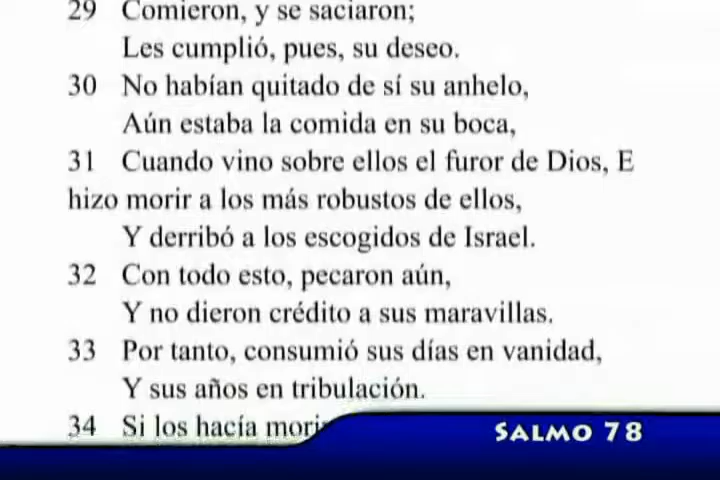 29 Comieron, y se saciaron;
Les cumplió, pues, su deseo.
30 No habían quitado de sí su anhelo,
Aún estaba la comida en su boca,
31 Cuando vino sobre ellos el furor de Dios, E
hizo morir a los más robustos de ellos,
Y derribó a los escogidos de Israel.
32 Con todo esto, pecaron aún,
Y no dieron crédito a sus maravillas.
33 Por tanto, consumió sus días en vanidad,
Y sus años en tribulación.
34 Si los hacía
SALMO 78